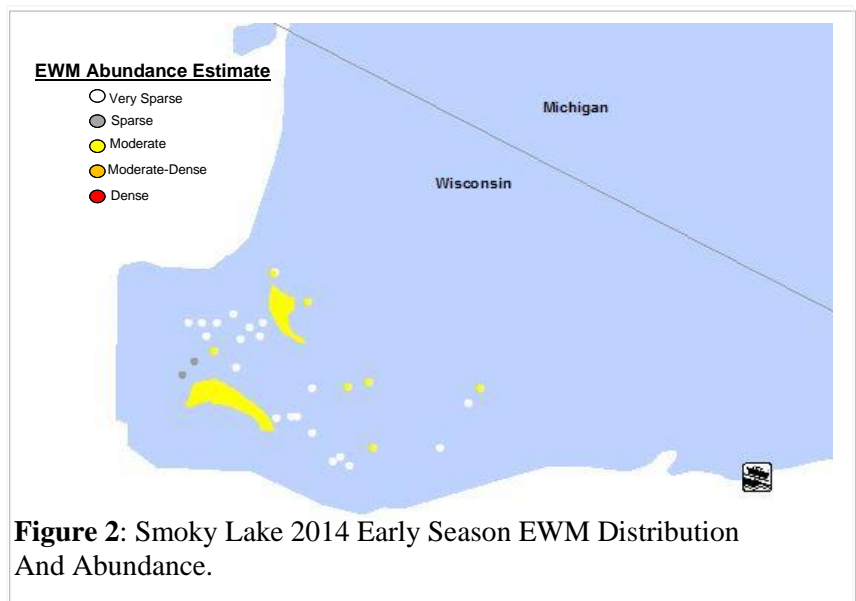 EWM Abundance Estimate
Very Sparse
Sparse
Moderate
Moderate-Dense
Dense
Michigan
Wisconsin
Figure 2: Smoky Lake 2014 Early Season EWM Distribution
And Abundance.